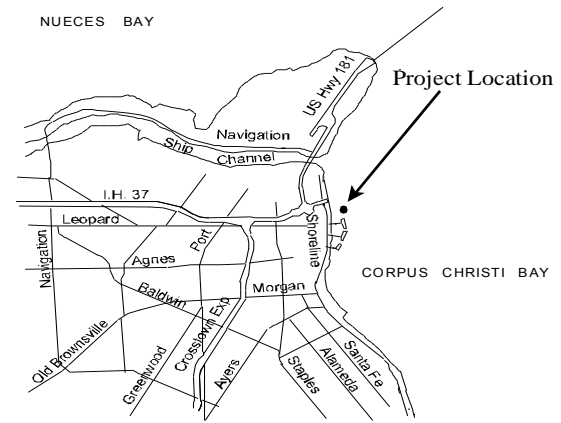 NUECES BAY
US Hwy 181
Project Location
Navigation
Ship
Channel
I.H. 37
Leopard
Port
Shoreline
Navigation
Agnes
CORPUS CHRISTI BAY
Baldwin
Morgan
Crosstown Exp
Old Brownsville
Greenwood
Ayers
Staples
Alameda
Santa Fe